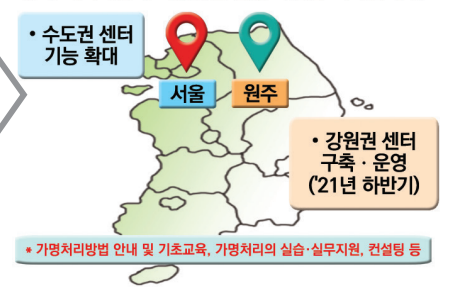 • 수도권 센터
기능 확대
서울
원주
• 강원권 센터
구축 · 운영
('21년 하반기)
* 가명처리방법 안내 및 기초교육, 가명처리의 실습·실무지원, 컨설팅 등